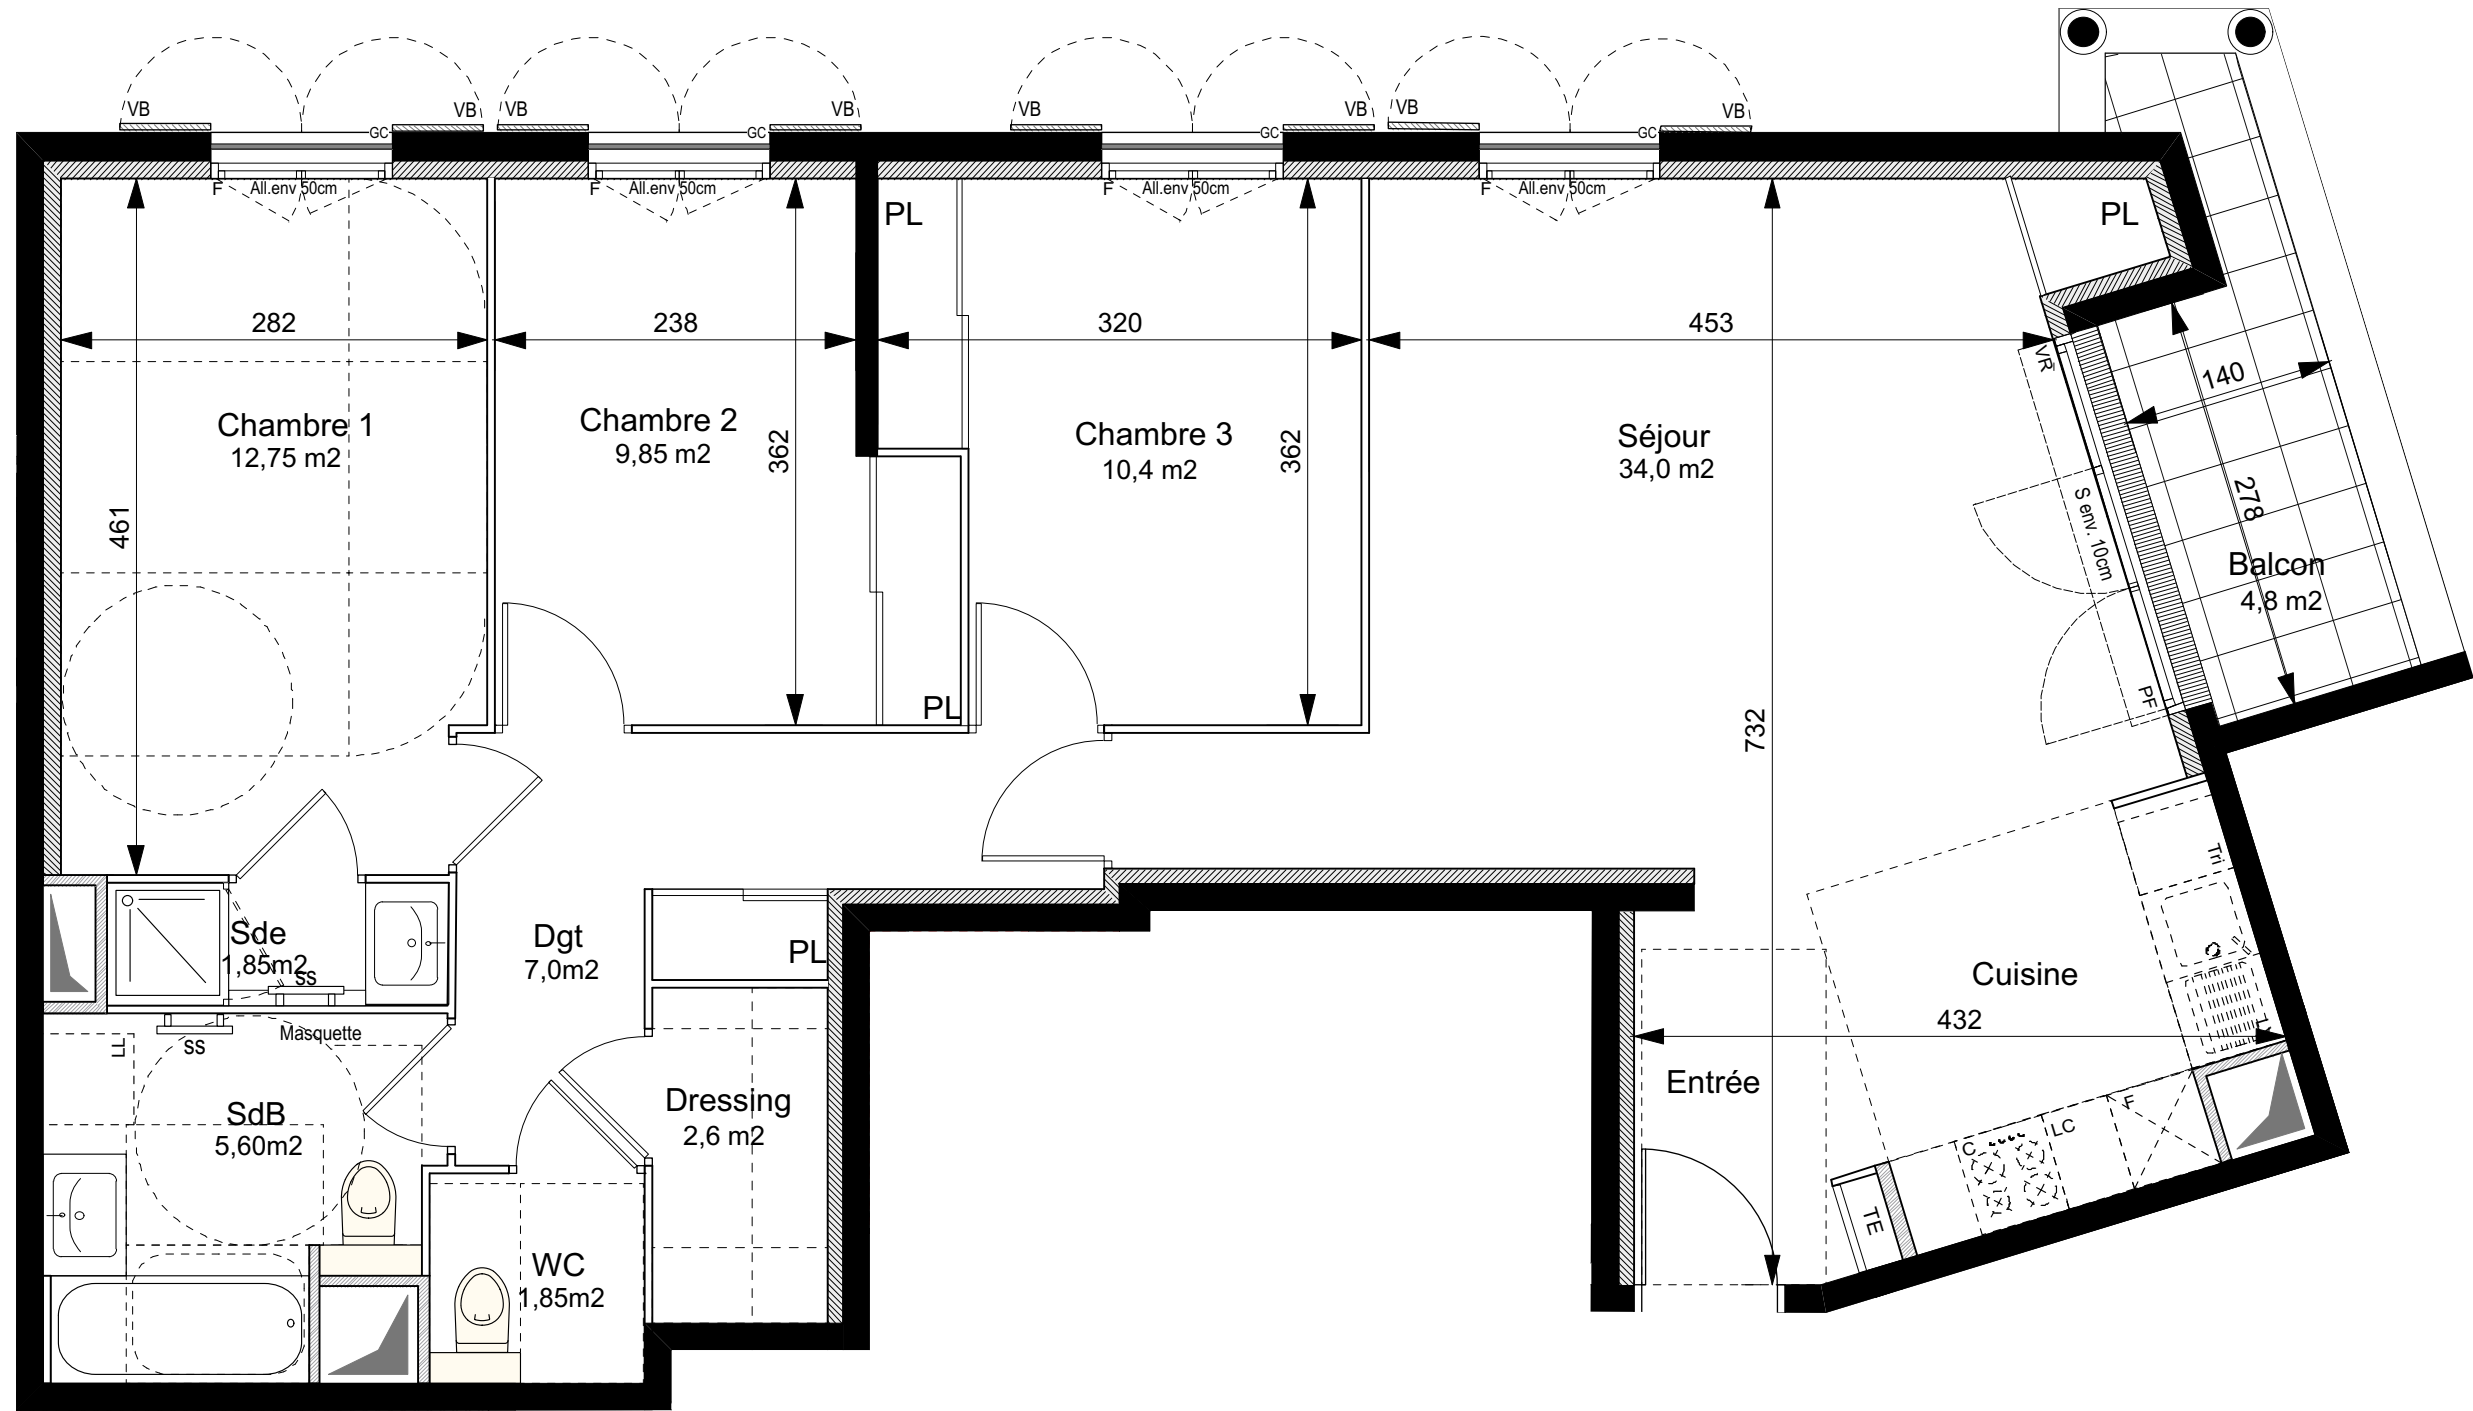 VB
VB
VB
VB
VB
VB
VB
VB
GC
GC
GC
GC
F
All.env 50cm
F
All.env 50cm
F
All.env 50cm
F
All.env 50cm
PL
PL
282
238
320
453
VR
140
Chambre 1
12,75 m2
Chambre 2
9,85 m2
362
Chambre 3
10,4 m2
362
Séjour
34,0 m2
461
S env. 10cm
278
Balcon
4,8 m2
PL
PF
732
Tri
Sde
1,85m2
SS
Dgt
7,0m2
PL
Cuisine
432
LL
SS
Masquette
Entrée
SdB
5,60m2
Dressing
2,6 m2
F
LC
C
TE
WC
1,85m2